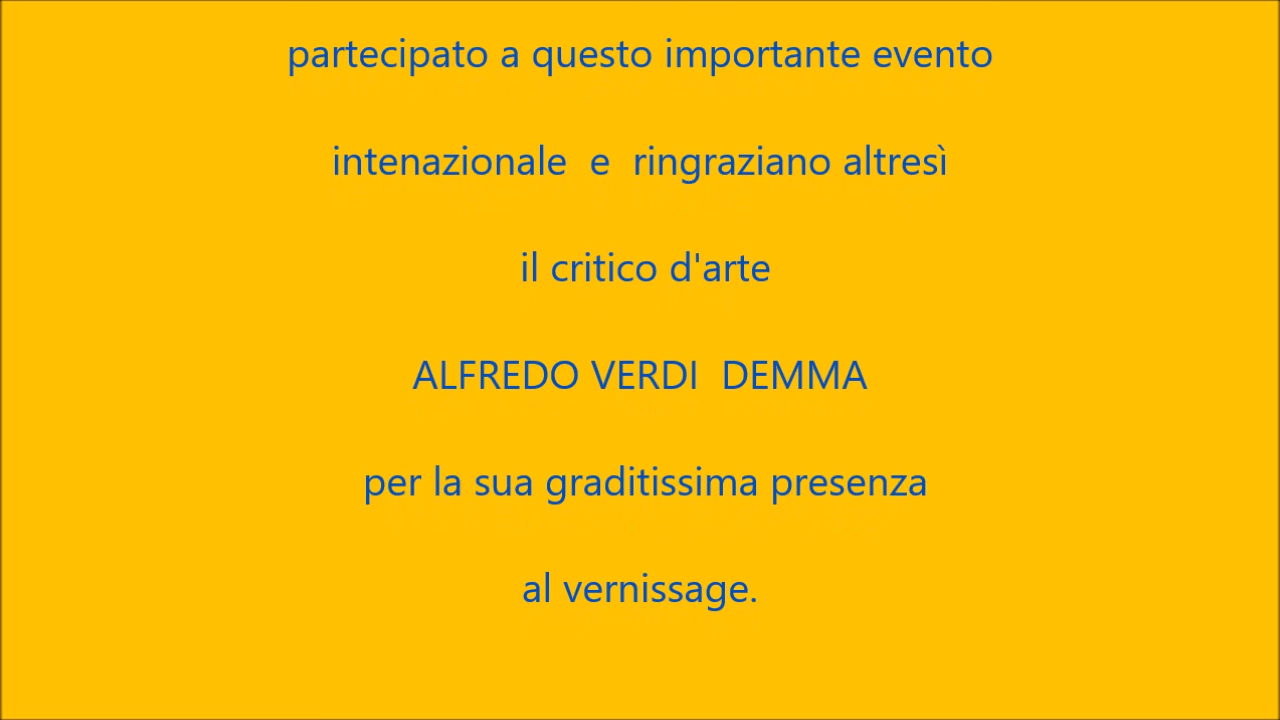 partecipato a questo importante evento
intenazionale  e  ringraziano altresì
il critico d'arte
ALFREDO VERDI  DEMMA
per la sua graditissima presenza
al vernissage.